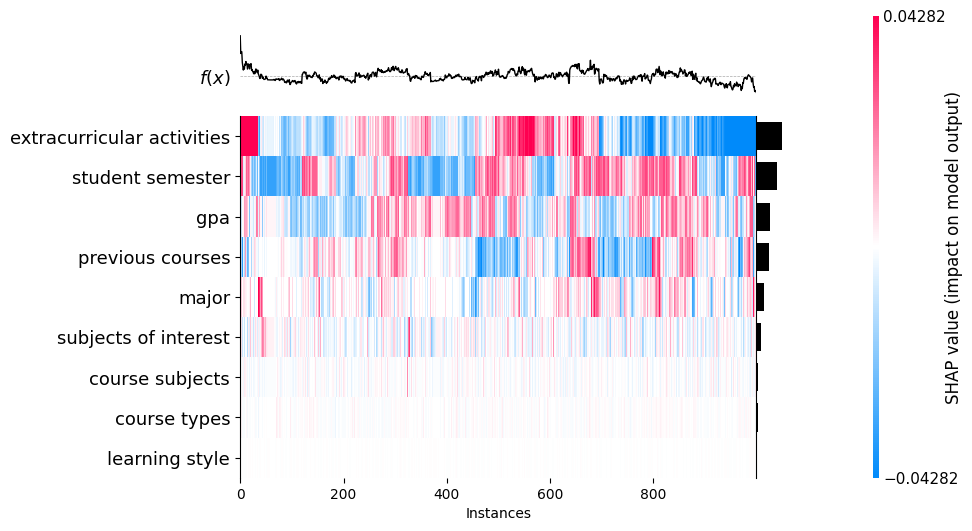 0.04282
f(x)
extracurricular activities
student semester
gpa
previous courses
major
subjects of interest
course subjects
course types
learning style
0 200 400 600 800
Instances
−0.04282
SHAP value (impact on model output)